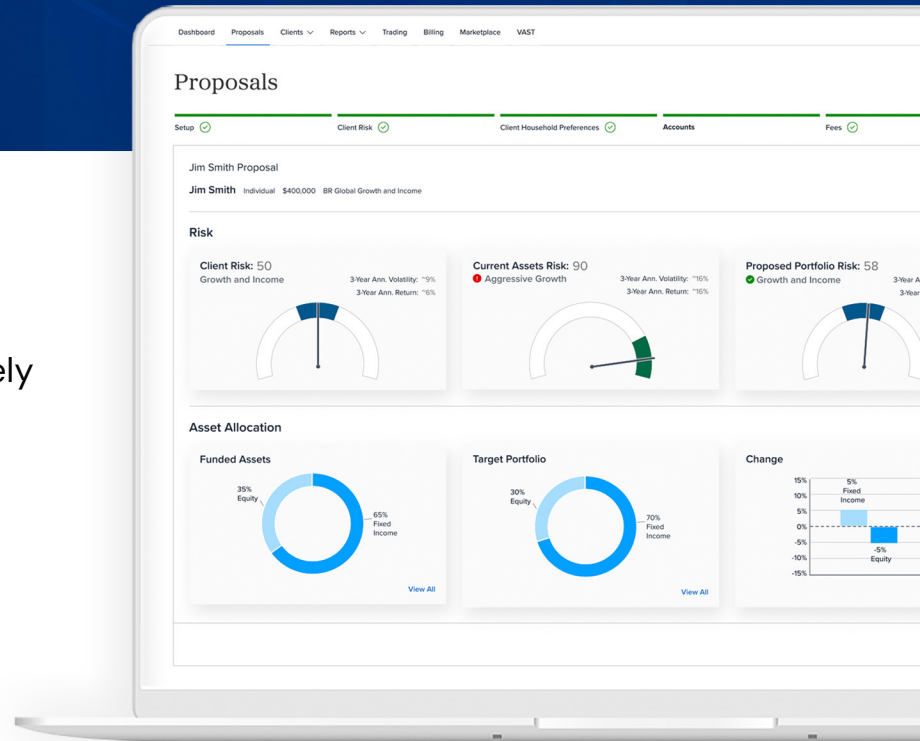 Dashboard Proposals Clients Reports Trading Billing Marketplace VAST
Proposals
Setup Client Risk Client Household Preferences Accounts Fees
Jim Smith Proposal
Jim Smith Individual $400,000 BR Global Growth and Income
Risk
Client Risk: 50
Growth and Income
3-Year Ann. Volatility: ~9%
3-Year Ann. Return: ~6%
Current Assets Risk: 90
Aggressive Growth
3-Year Ann. Volatility: ~16%
3-Year Ann. Return: ~16%
Proposed Portfolio Risk: 58
Growth and Income
3-Year A
3-Year
ely
Asset Allocation
Funded Assets
35%
Equity
65%
Fixed
Income
View All
Target Portfolio
30%
Equity
70%
Fixed
Income
View All
Change
15%
10%
5%
0%
-5%
-10%
-15%
5%
Fixed
Income
-5%
Equity